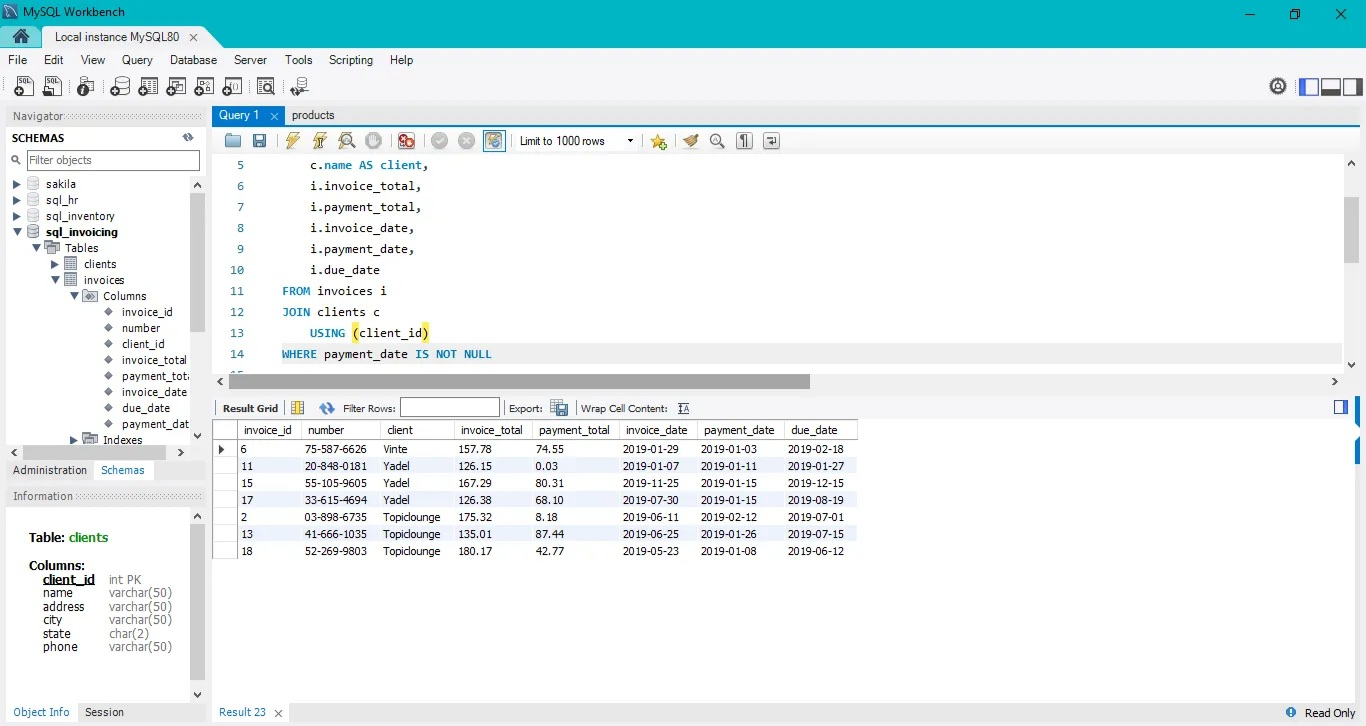 MySQL Workbench
Local instance MySQL80
File Edit View Query Database Server Tools Scripting Help
Navigator
SCHEMAS
Filter objects
sakila
sql_hr
sql_inventory
sql_invoicing
Tables
clients
invoices
Columns
invoice_id
number
client_id
invoice_total
payment_tot
invoice_date
due_date
payment_dat
Indexes
Administration Schemas
Information
Table: clients
Columns:
client_id int PK
name varchar(50)
address varchar(50)
city varchar(50)
state char(2)
phone varchar(50)
Object Info Session
Query 1 products
Limit to 1000 rows
5 c.name AS client,
6 i.invoice_total,
7 i.payment_total,
8 i.invoice_date,
9 i.payment_date,
10 i.due_date
11 FROM invoices i
12 JOIN clients c
13 USING (client_id)
14 WHERE payment_date IS NOT NULL
Result Grid Filter Rows: Export: Wrap Cell Content:
invoice_id number client invoice_total payment_total invoice_date payment_date due_date
6 75-587-6626 Vinte 157.78 74.55 2019-01-29 2019-01-03 2019-02-18
11 20-848-0181 Yadel 126.15 0.03 2019-01-07 2019-01-11 2019-01-27
15 55-105-9605 Yadel 167.29 80.31 2019-11-25 2019-01-15 2019-12-15
17 33-615-4694 Yadel 126.38 68.10 2019-07-30 2019-01-15 2019-08-19
2 03-898-6735 Topiclounge 175.32 8.18 2019-06-11 2019-02-12 2019-07-01
13 41-666-1035 Topiclounge 135.01 87.44 2019-06-25 2019-01-26 2019-07-15
18 52-269-9803 Topiclounge 180.17 42.77 2019-05-23 2019-01-08 2019-06-12
Result 23
Read Only